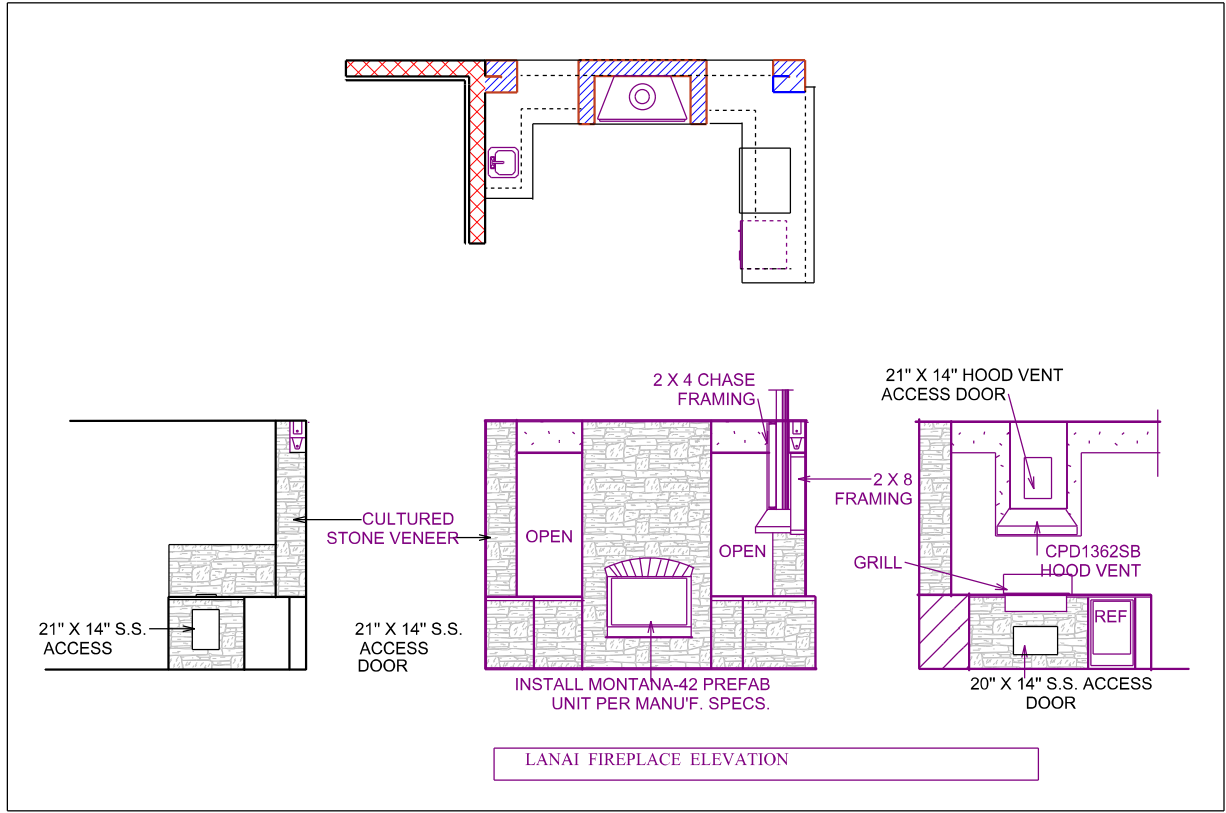 2 X 4 CHASE
FRAMING
21" X 14" HOOD VENT
ACCESS DOOR
2 X 8
FRAMING
CULTURED
STONE VENEER
OPEN
OPEN
CPD1362SB
HOOD VENT
GRILL
REF
21" X 14" S.S.
ACCESS
21" X 14" S.S.
ACCESS
DOOR
INSTALL MONTANA-42 PREFAB
UNIT PER MANU'F. SPECS.
20" X 14" S.S. ACCESS
DOOR
LANAI FIREPLACE ELEVATION